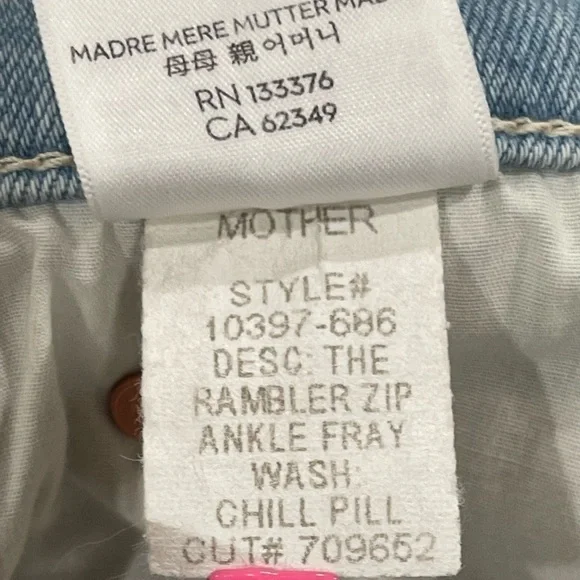 MADRE MERE MUTTER
母母 親 어머니
RN 133376
CA 62349
MOTHER
STYLE#
10397-686
DESC: THE
RAMBLER ZIP
ANKLE FRAY
WASH:
CHILL PILL
CUT# 709652